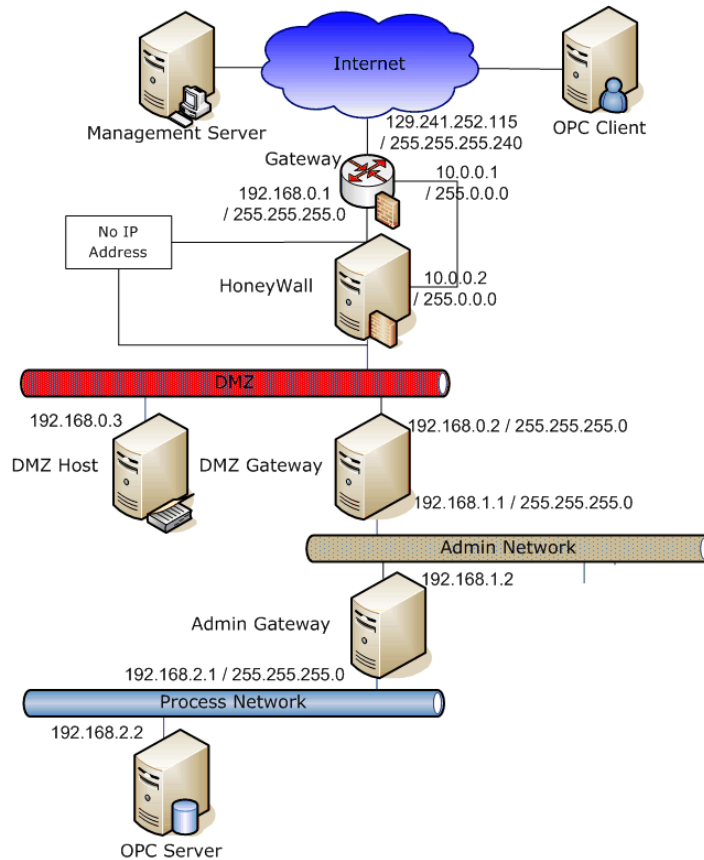 Internet
Management Server
OPC Client
129.241.252.115
/ 255.255.255.240
Gateway
10.0.0.1
/ 255.0.0.0
192.168.0.1
/ 255.255.255.0
No IP
Address
HoneyWall
10.0.0.2
/ 255.0.0.0
DMZ
192.168.0.3
192.168.0.2 / 255.255.255.0
DMZ Host
DMZ Gateway
192.168.1.1 / 255.255.255.0
Admin Network
192.168.1.2
Admin Gateway
192.168.2.1 / 255.255.255.0
Process Network
192.168.2.2
OPC Server